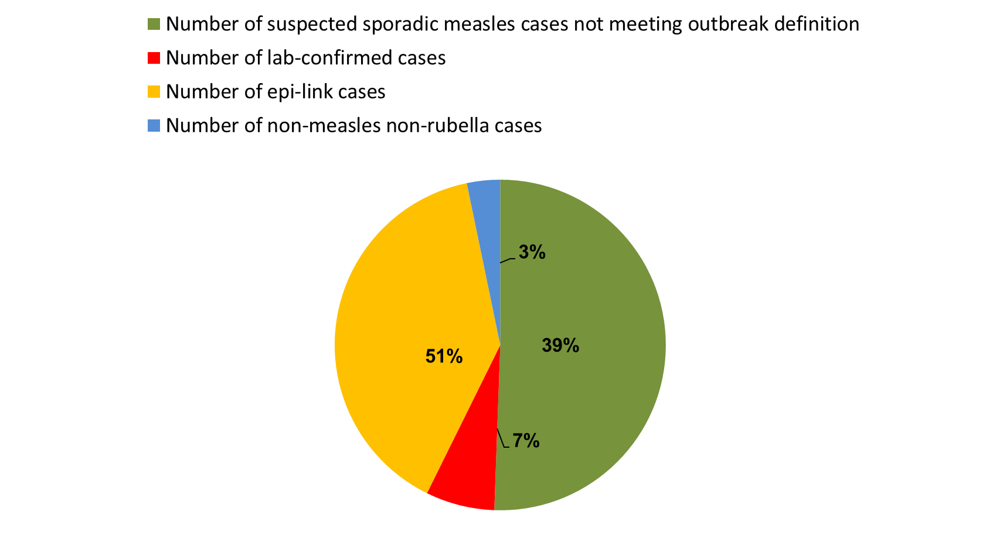 Number of suspected sporadic measles cases not meeting outbreak definition
Number of lab-confirmed cases
Number of epi-link cases
Number of non-measles non-rubella cases
3%
39%
51%
7%